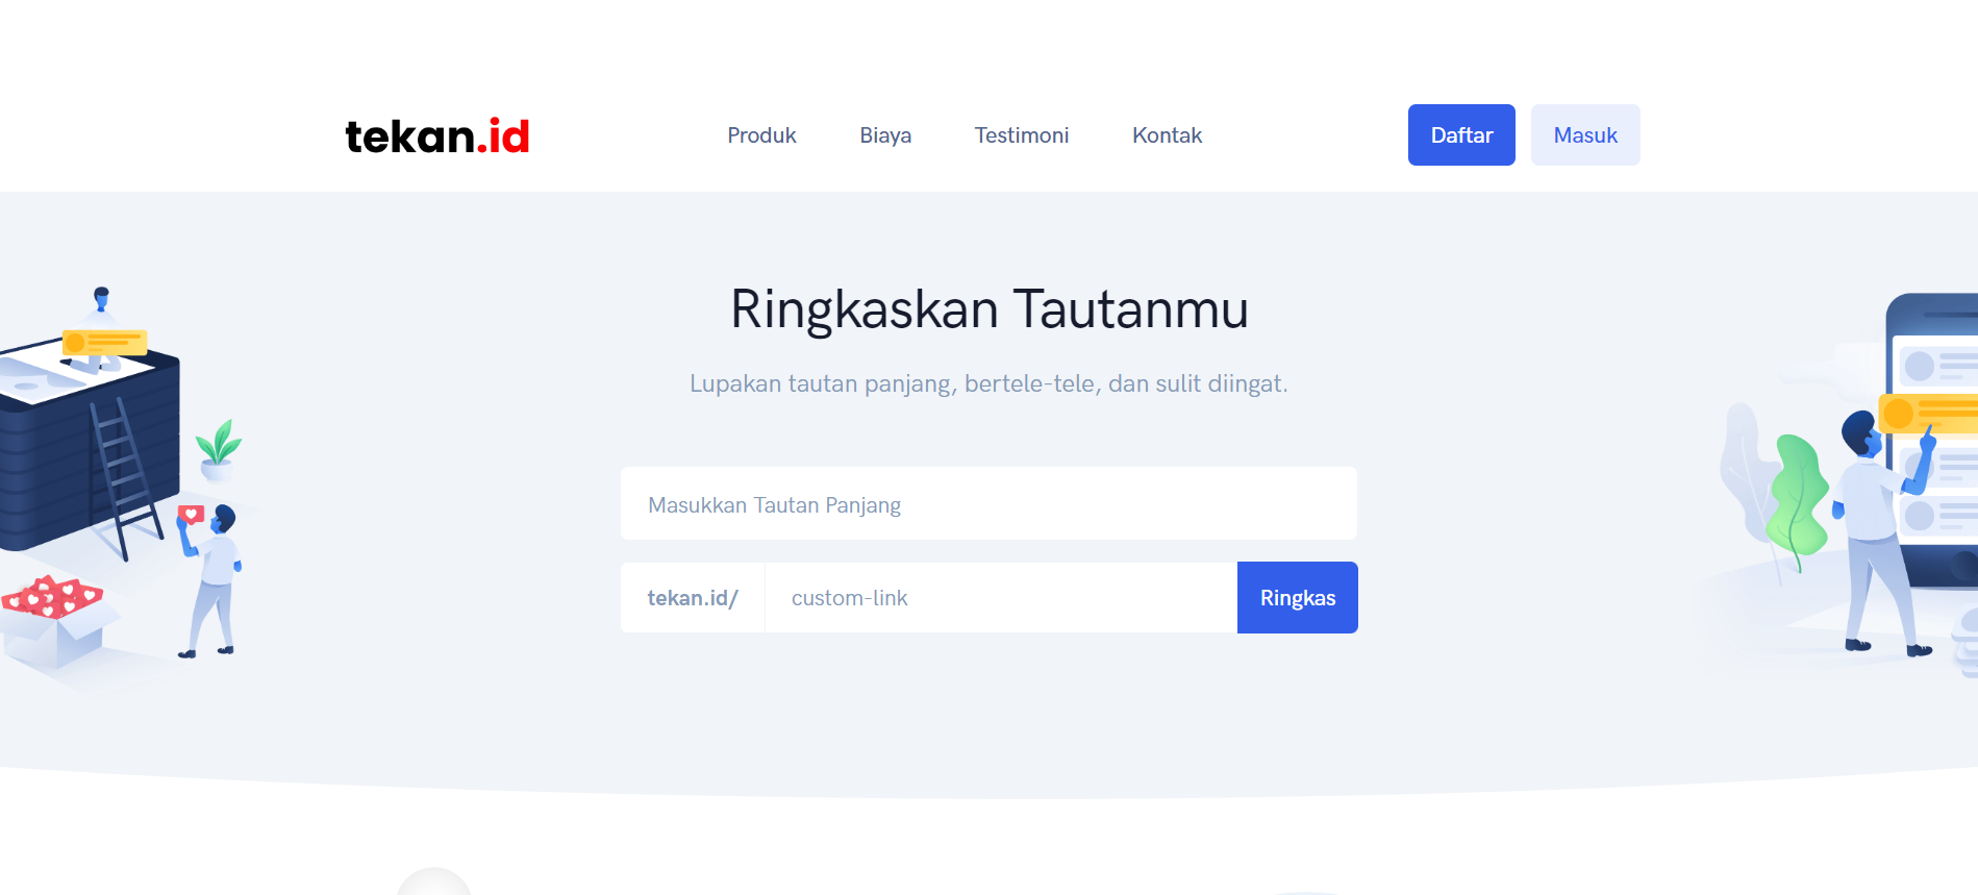 tekan.id
Produk
Biaya
Testimoni
Kontak
Daftar
Masuk
Ringkaskan Tautanmu
Lupakan tautan panjang, bertele-tele, dan sulit diingat.
Masukkan Tautan Panjang
tekan.id/
custom-link
Ringkas